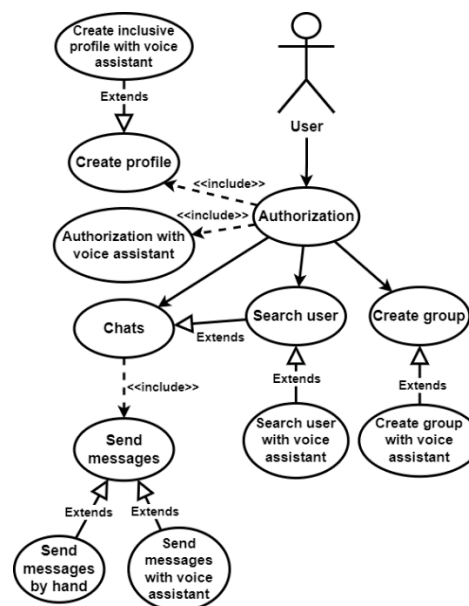 Create inclusive
profile with voice
assistant
Extends
User
Create profile
<<include>>
<<include>>
Authorization
Authorization with
voice assistant
Chats
Extends
Search user
Create group
<<include>>
Extends
Extends
Send
messages
Search user
with voice
assistant
Create group
with voice
assistant
Extends
Extends
Send
messages
by hand
Send
messages
with voice
assistant